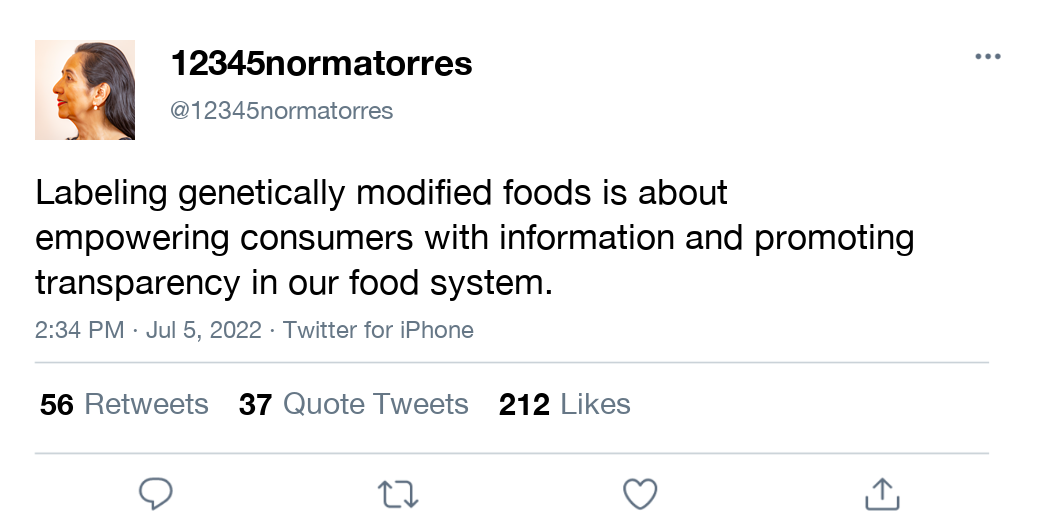 12345normatorres
@12345normatorres
Labeling genetically modified foods is about
empowering consumers with information and promoting
transparency in our food system.
2:34 PM · Jul 5, 2022 · Twitter for iPhone
56 Retweets 37 Quote Tweets 212 Likes